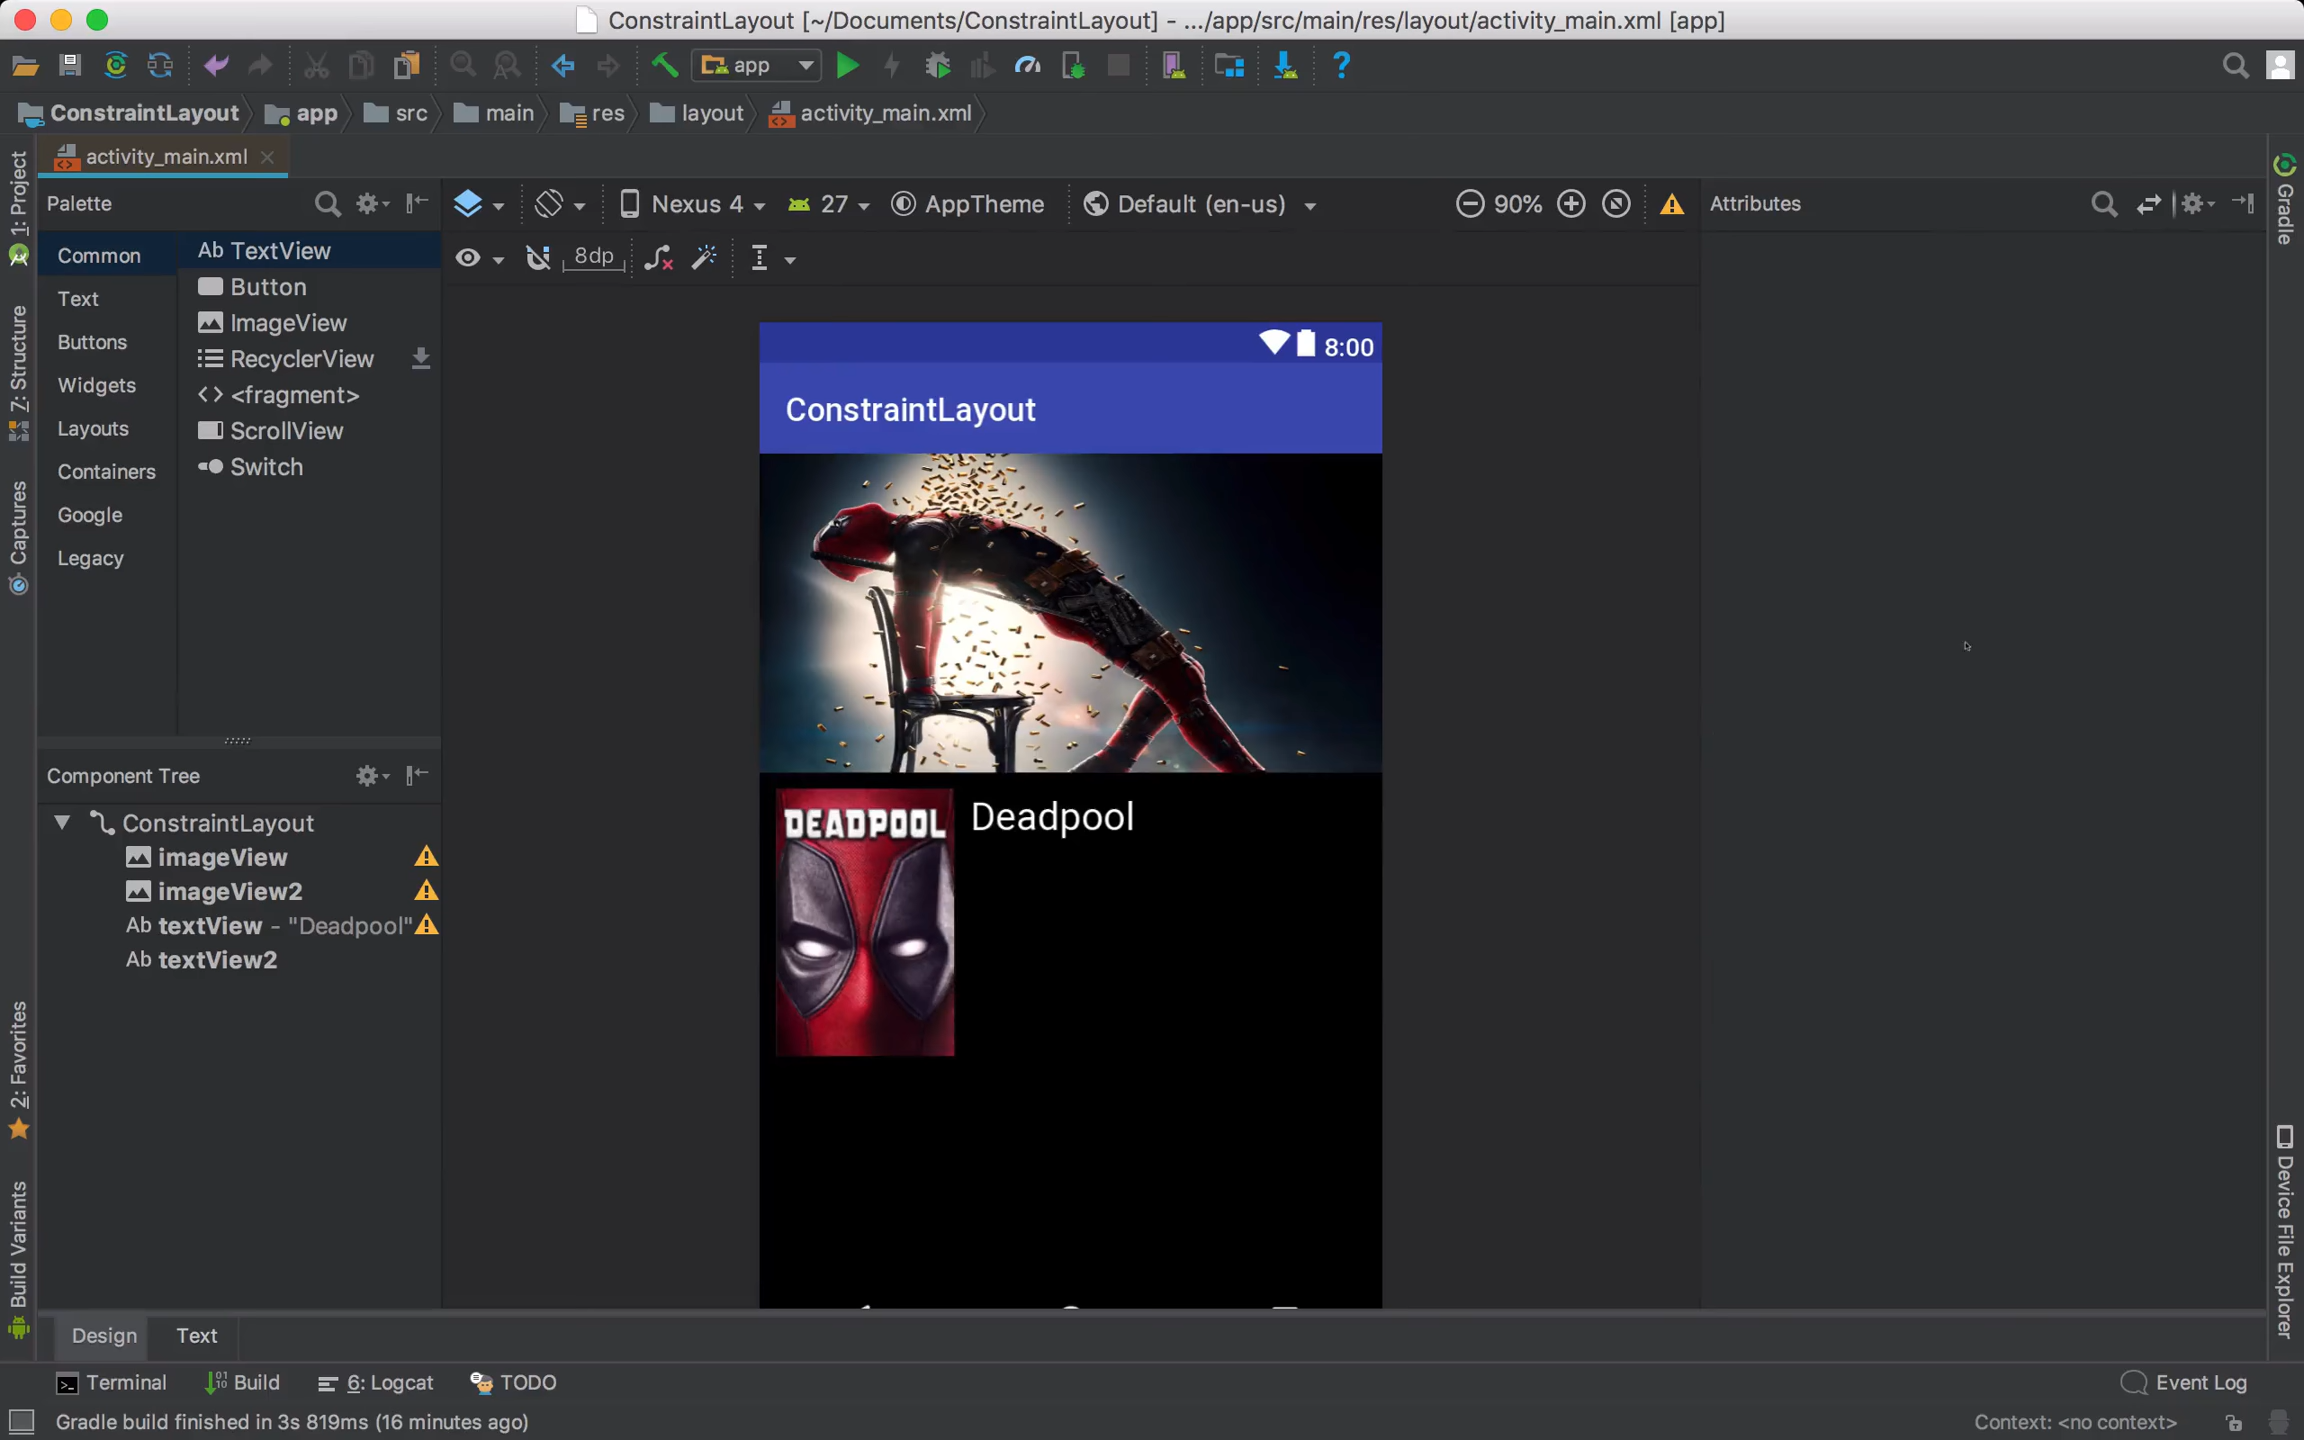 ConstraintLayout [~/Documents/ConstraintLayout] - .../app/src/main/res/layout/activity_main.xml [app]
app
ConstraintLayout app src main res layout activity_main.xml
activity_main.xml
Palette
Common
Text
Buttons
Widgets
Layouts
Containers
Google
Legacy
Ab TextView
Button
ImageView
RecyclerView
<fragment>
ScrollView
Switch
Nexus 4 27 AppTheme Default (en-us) 90%
8dp
Attributes
8:00
ConstraintLayout
DEADPOOL
Deadpool
Component Tree
ConstraintLayout
imageView
imageView2
Ab textView - "Deadpool"
Ab textView2
1: Project
Z: Structure
Captures
2: Favorites
Build Variants
Gradle
Device File Explorer
Design Text
Terminal Build 6: Logcat TODO
Event Log
Gradle build finished in 3s 819ms (16 minutes ago)
Context: <no context>